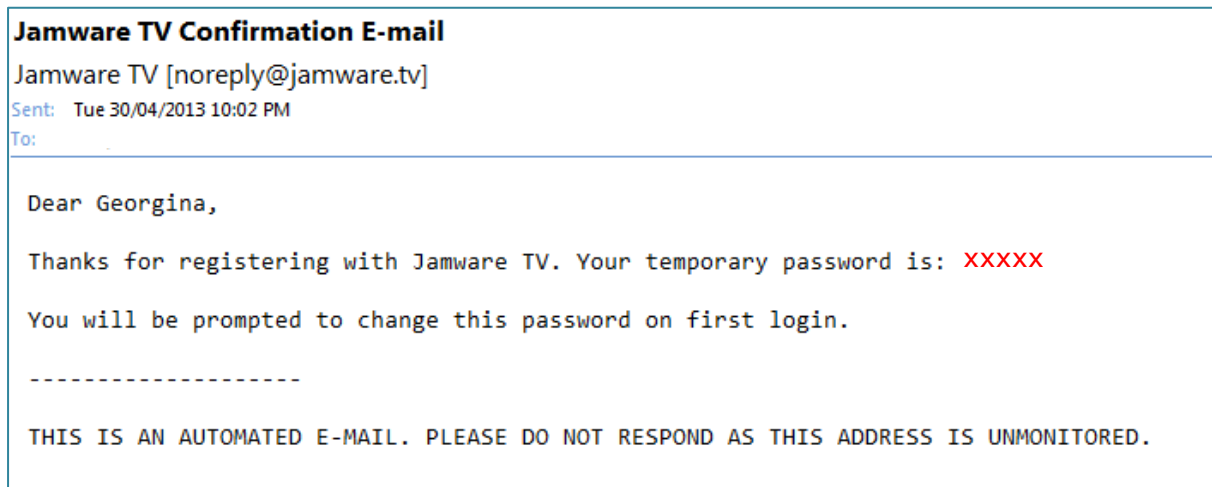 Jamware TV Confirmation E-mail
Jamware TV [noreply@jamware.tv]
Sent: Tue 30/04/2013 10:02 PM
To:
Dear Georgina,
Thanks for registering with Jamware TV. Your temporary password is: xxxxx
You will be prompted to change this password on first login.
--------------------
THIS IS AN AUTOMATED E-MAIL. PLEASE DO NOT RESPOND AS THIS ADDRESS IS UNMONITORED.